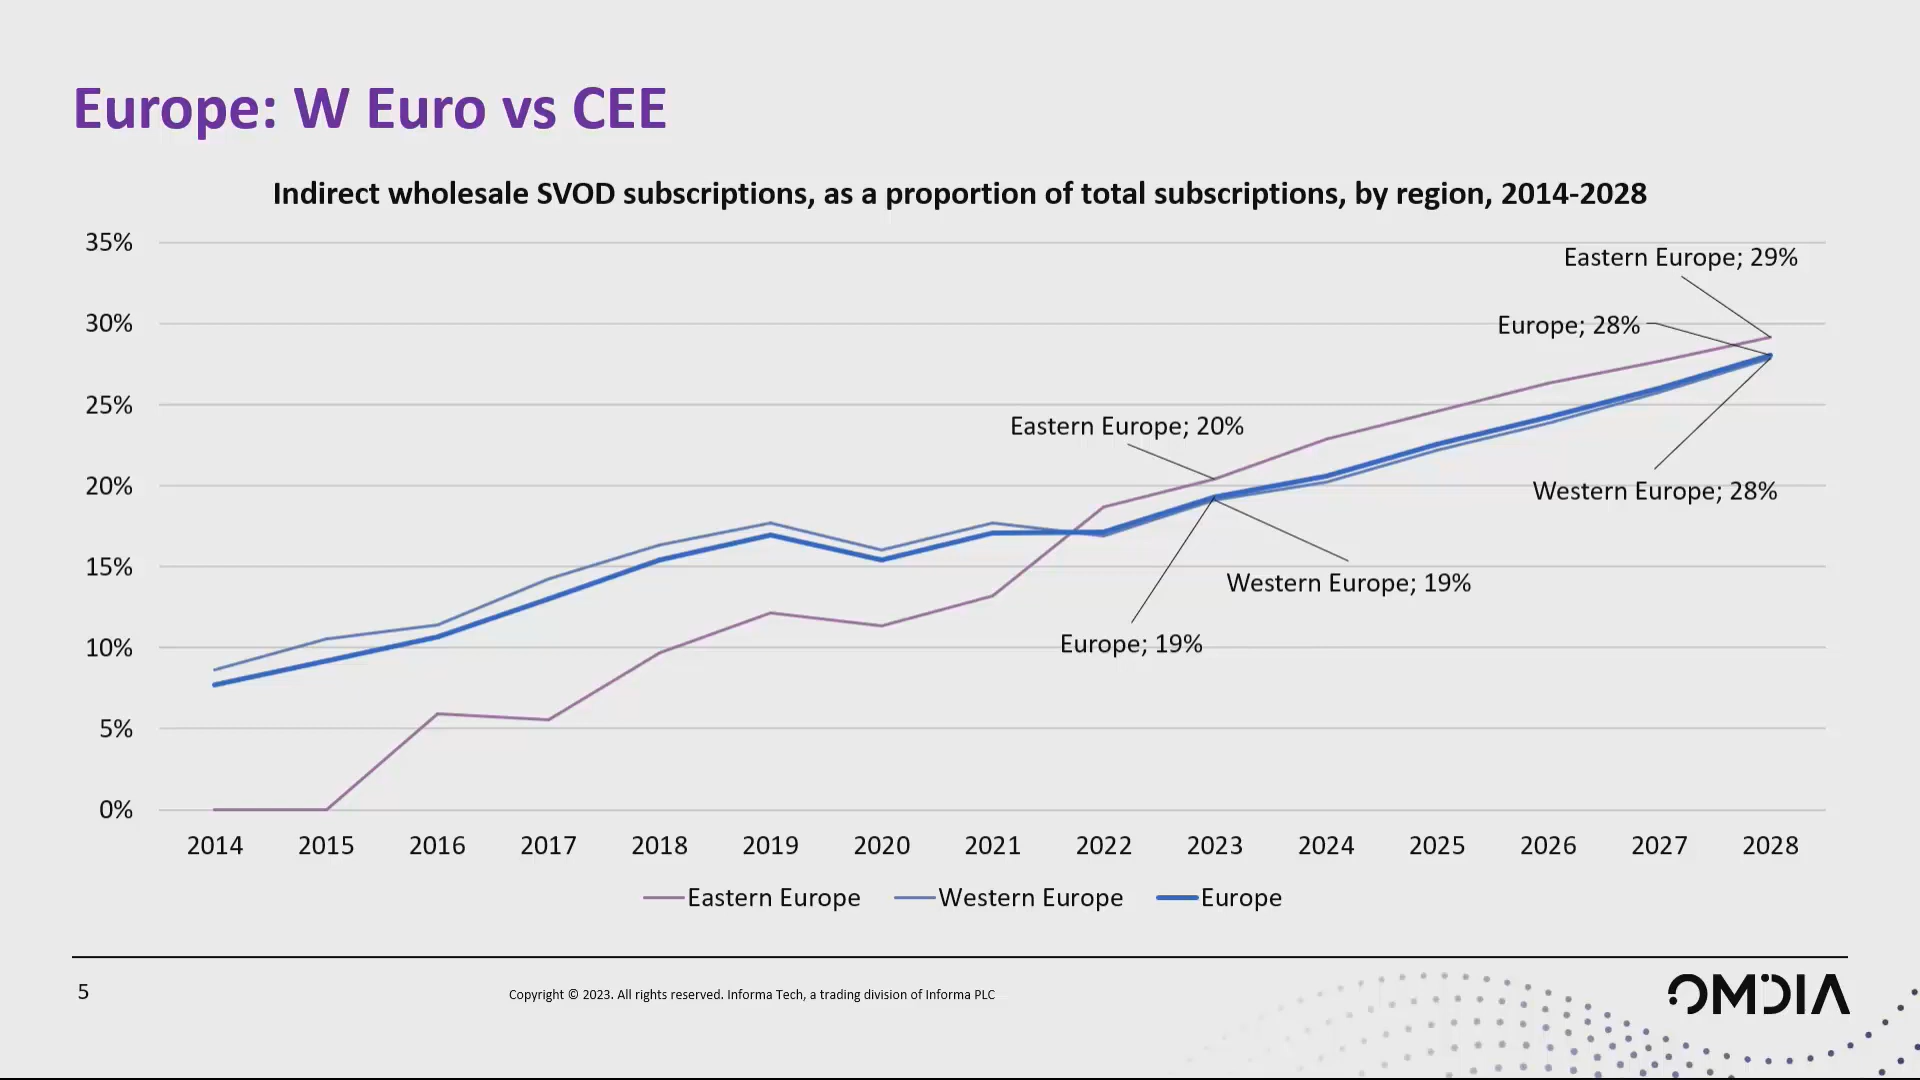 Europe: W Euro vs CEE
Indirect wholesale SVOD subscriptions, as a proportion of total subscriptions, by region, 2014-2028
35%
30%
25%
20%
15%
10%
5%
0%
Eastern Europe; 29%
Europe; 28%
Eastern Europe; 20%
Western Europe; 28%
Western Europe; 19%
Europe; 19%
2014 2015 2016 2017 2018 2019 2020 2021 2022 2023 2024 2025 2026 2027 2028
Eastern Europe Western Europe Europe
5
Copyright © 2023. All rights reserved. Informa Tech, a trading division of Informa PLC
OMDIA